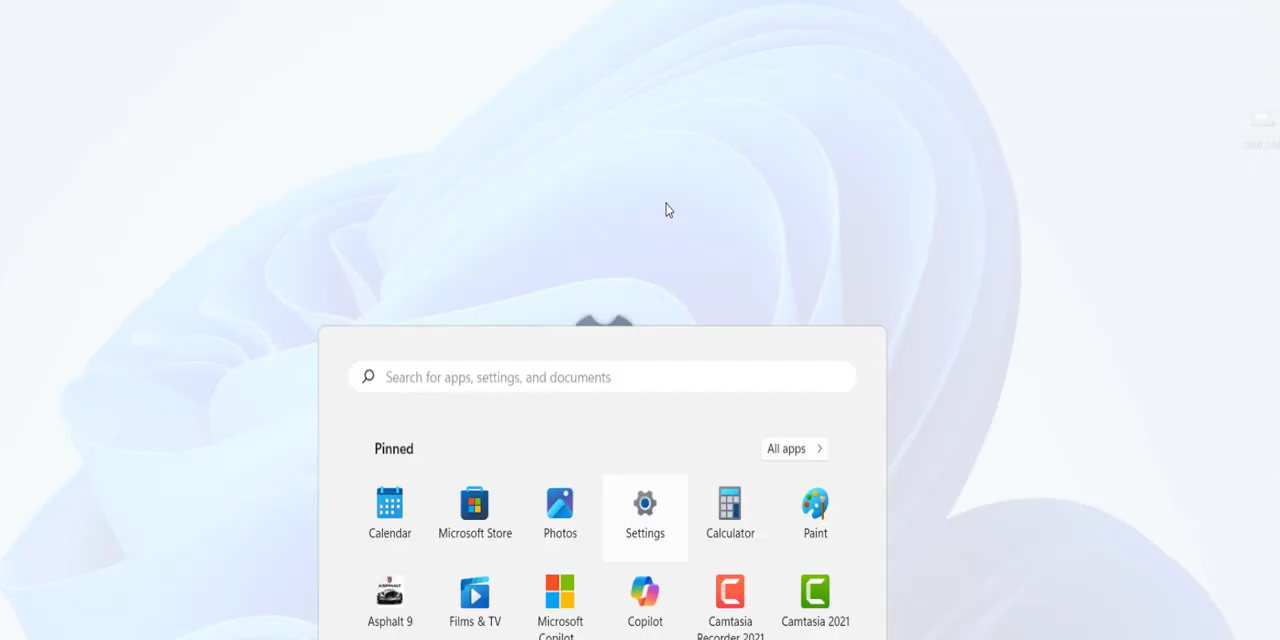 Search for apps, settings, and documents
Pinned
All apps
Calendar
Microsoft Store
Photos
Settings
Calculator
Paint
ASPHALT
Asphalt 9
Films & TV
Microsoft
Copilot
Copilot
Camtasia
Recorder 2021
Camtasia 2021